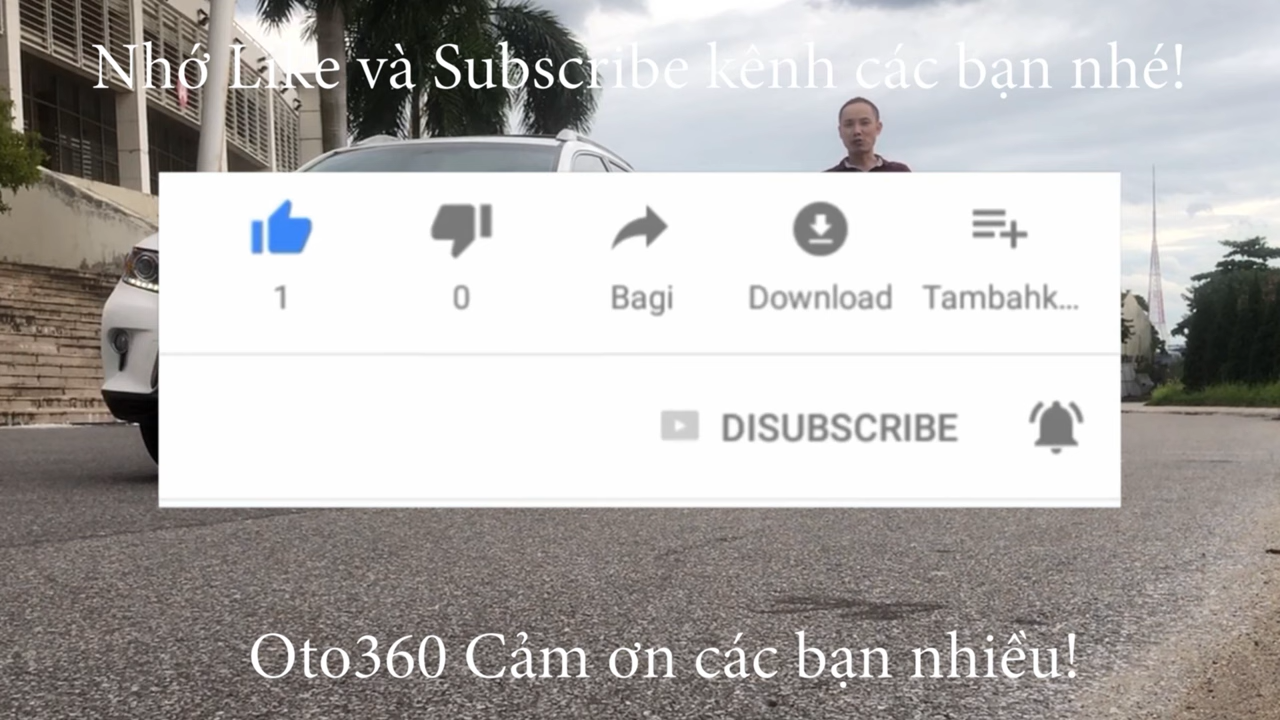 Nhớ Like và Subscribe kênh các bạn nhé!
1 0 Bagi Download Tambahk...
DISUBSCRIBE
Oto360 Cảm ơn các bạn nhiều!